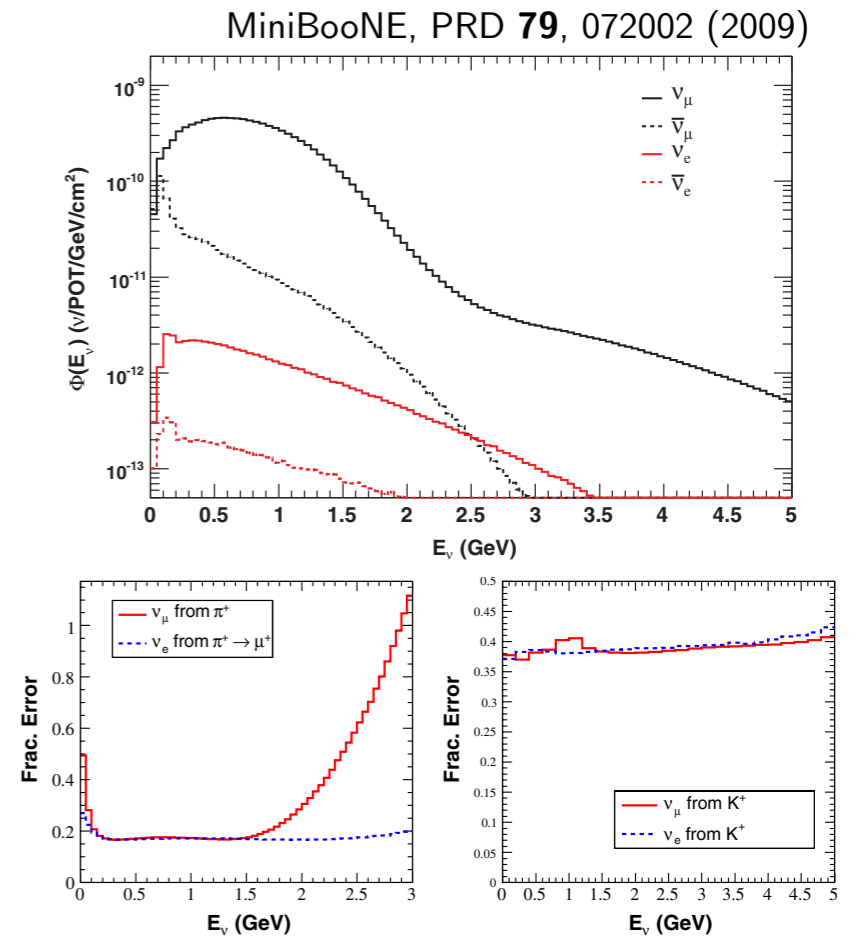 MiniBooNE, PRD 79, 072002 (2009)
Φ(E_ν) (ν/POT/GeV/cm²)
10⁻⁹
10⁻¹⁰
10⁻¹¹
10⁻¹²
10⁻¹³
ν_μ
ν̅_μ
ν_e
ν̅_e
0 0.5 1 1.5 2 2.5 3 3.5 4 4.5 5
E_ν (GeV)
Frac. Error
1
0.8
0.6
0.4
0.2
0
ν_μ from π⁺
ν_e from π⁺ → μ⁺
0 0.5 1 1.5 2 2.5 3
E_ν (GeV)
Frac. Error
0.5
0.45
0.4
0.35
0.3
0.25
0.2
0.15
0.1
0.05
0
ν_μ from K⁺
ν_e from K⁺
0 0.5 1 1.5 2 2.5 3 3.5 4 4.5 5
E_ν (GeV)